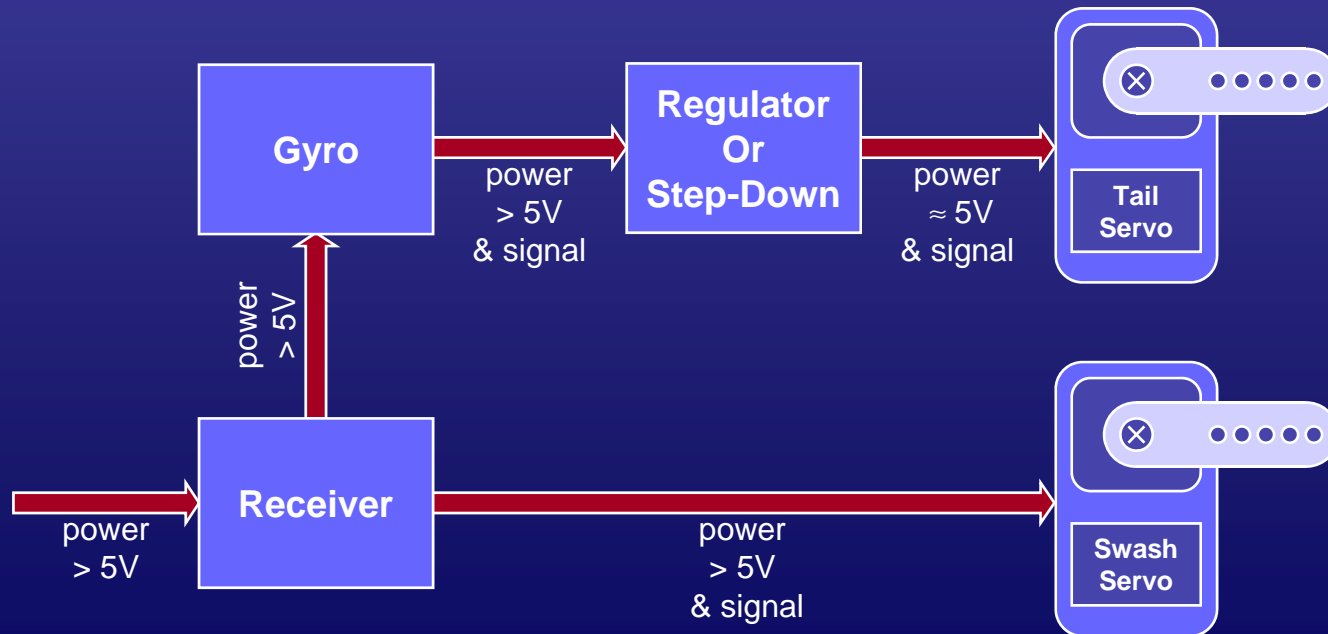 Gyro
Regulator
Or
Step-Down
power
> 5V
& signal
power
≈ 5V
& signal
Tail
Servo
power
> 5V
Receiver
power
> 5V
power
> 5V
& signal
Swash
Servo